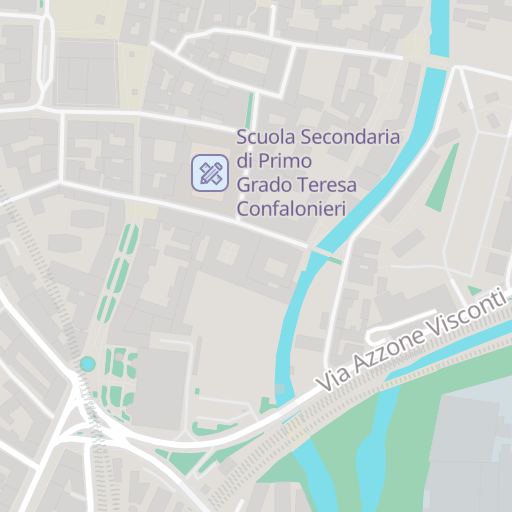 Scuola Secondaria
di Primo
Grado Teresa
Confalonieri
Via Azzone Visconti